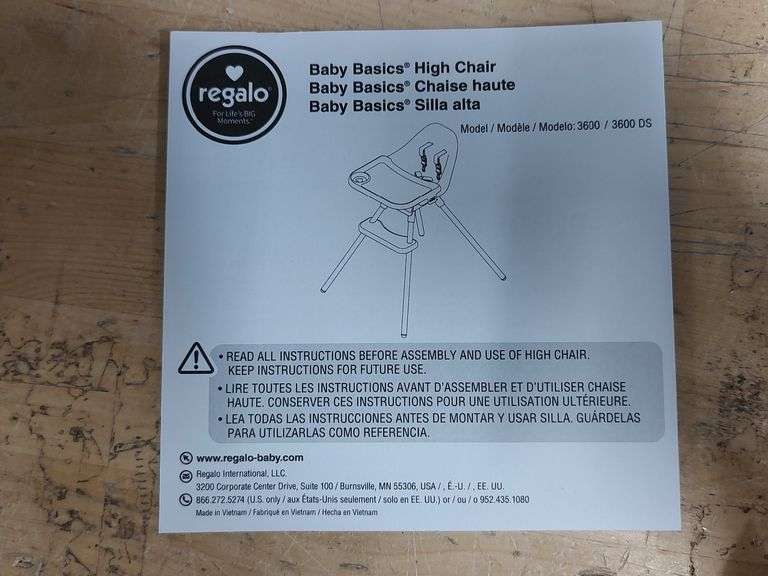 regalo®
For Life's BIG
Moments.™
Baby Basics® High Chair
Baby Basics® Chaise haute
Baby Basics® Silla alta
Model / Modèle / Modelo: 3600 / 3600 DS
• READ ALL INSTRUCTIONS BEFORE ASSEMBLY AND USE OF HIGH CHAIR.
KEEP INSTRUCTIONS FOR FUTURE USE.
• LIRE TOUTES LES INSTRUCTIONS AVANT D'ASSEMBLER ET D'UTILISER CHAISE
HAUTE. CONSERVER CES INSTRUCTIONS POUR UNE UTILISATION ULTÉRIEURE.
• LEA TODAS LAS INSTRUCCIONES ANTES DE MONTAR Y USAR SILLA. GUÁRDELAS
PARA UTILIZARLAS COMO REFERENCIA.
www.regalo-baby.com
Regalo International, LLC.
3200 Corporate Center Drive, Suite 100 / Burnsville, MN 55306, USA / , É.-U. / , EE. UU.
866.272.5274 (U.S. only / aux États-Unis seulement / solo en EE. UU.) or / ou / o 952.435.1080
Made in Vietnam / Fabriqué en Vietnam / Hecha en Vietnam